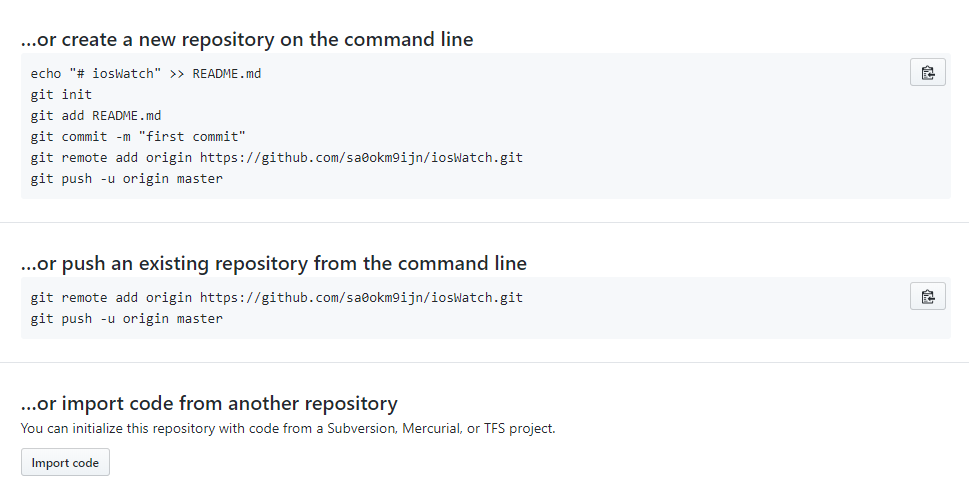 ...or create a new repository on the command line
echo "# iosWatch" >> README.md
git init
git add README.md
git commit -m "first commit"
git remote add origin https://github.com/sa0okm9ijn/iosWatch.git
git push -u origin master
...or push an existing repository from the command line
git remote add origin https://github.com/sa0okm9ijn/iosWatch.git
git push -u origin master
...or import code from another repository
You can initialize this repository with code from a Subversion, Mercurial, or TFS project.
Import code